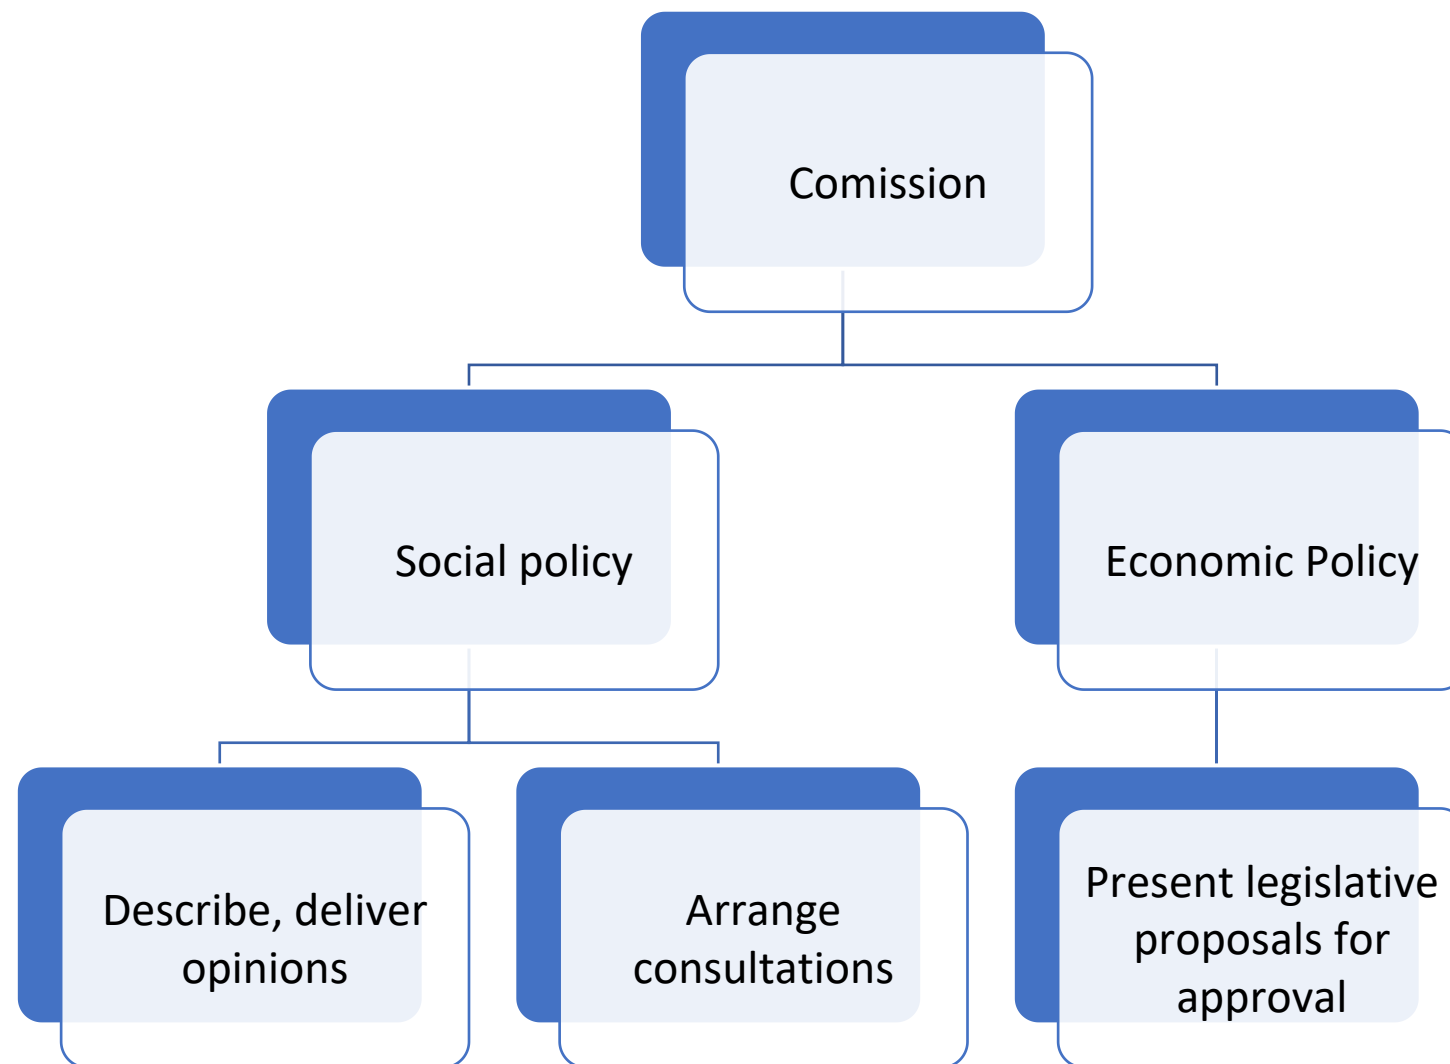 Comission
Social policy
Economic Policy
Describe, deliver
opinions
Arrange
consultations
Present legislative
proposals for
approval